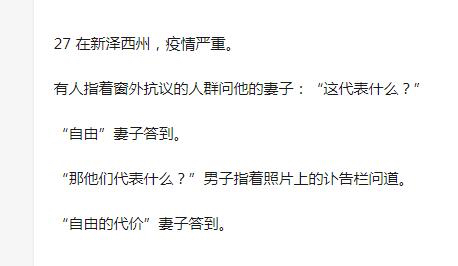 27 在新泽西州，疫情严重。
有人指着窗外抗议的人群问他的妻子：“这代表什么？”
“自由”妻子答到。
“那他们代表什么？”男子指着照片上的讣告栏问道。
“自由的代价”妻子答到。